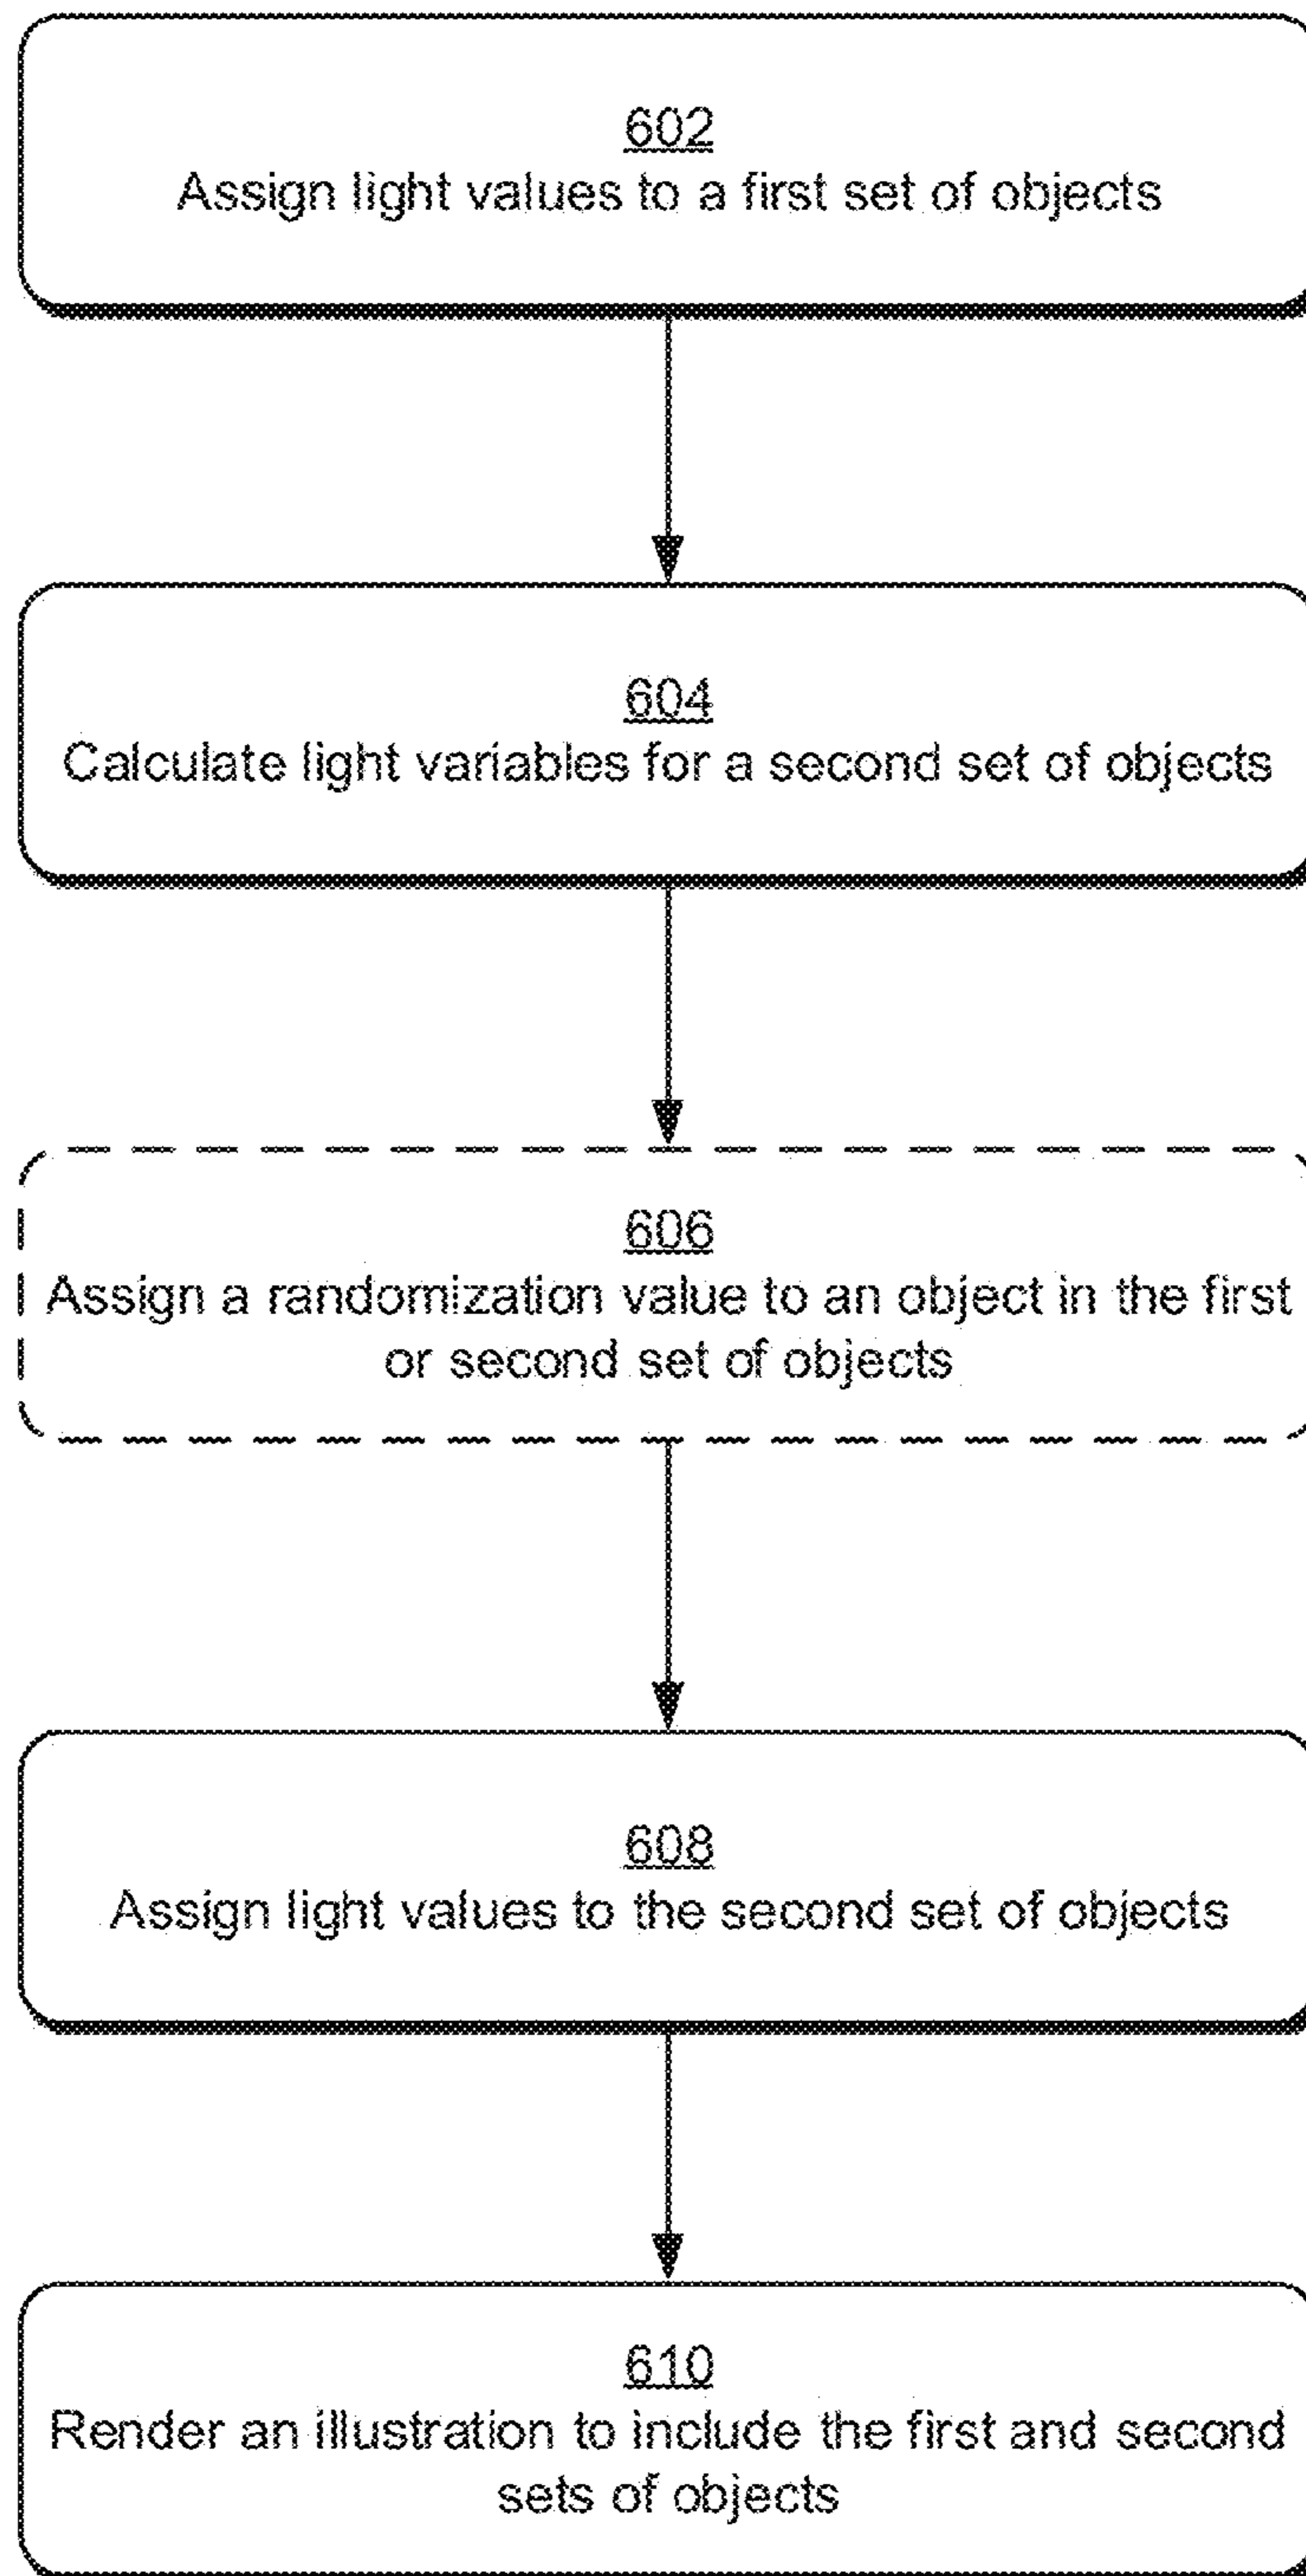 602
Assign light values to a first set of objects
604
Calculate light variables for a second set of objects
606
Assign a randomization value to an object in the first
or second set of objects
608
Assign light values to the second set of objects
610
Render an illustration to include the first and second
sets of objects